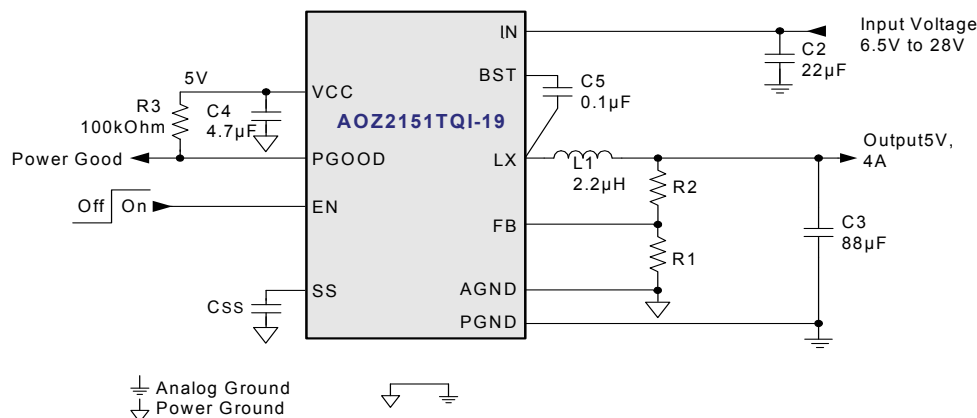 IN
Input Voltage
6.5V to 28V
C2
22µF
BST
C5
0.1µF
5V
VCC
R3
100kOhm
C4
4.7µF
AOZ2151TQI-19
Power Good
PGOOD
LX
L1
2.2µH
Output5V,
4A
R2
Off
On
EN
FB
C3
88µF
R1
SS
CSS
AGND
PGND
Analog Ground
Power Ground